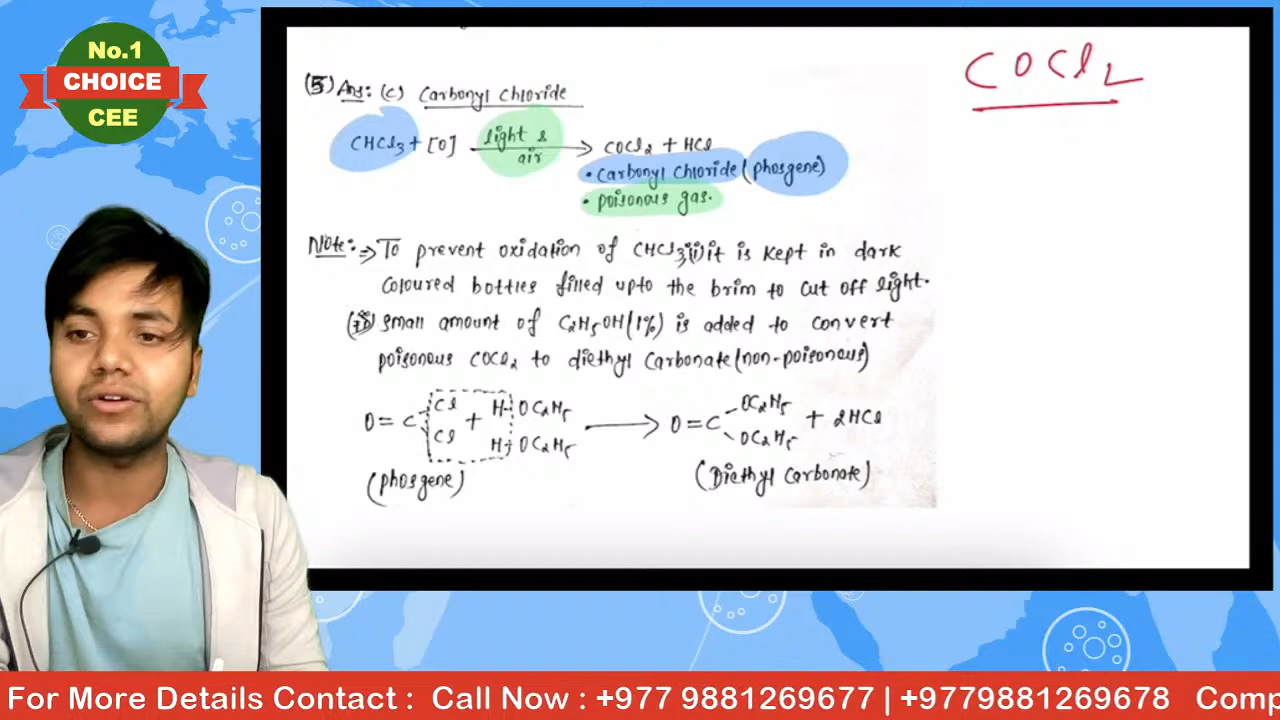 No.1
CHOICE
CEE
COCl2
(5) Ans: (c) Carbonyl Chloride
CHCl3 + [O] light & air → COCl2 + HCl
• Carbonyl chloride (phosgene)
• poisonous gas.
Note: ⇒ To prevent oxidation of CHCl3, (i) it is kept in dark
Coloured bottles filled upto the brim to cut off light.
(ii) small amount of C2H5OH (1%) is added to convert
poisonous COCl2 to diethyl Carbonate (non-poisonous)
O = C Cl Cl + H OC2H5 H OC2H5 → O = C OC2H5 OC2H5 + 2HCl
(phosgene) (Diethyl Carbonate)
For More Details Contact : Call Now : +977 9881269677 | +9779881269678 Comp